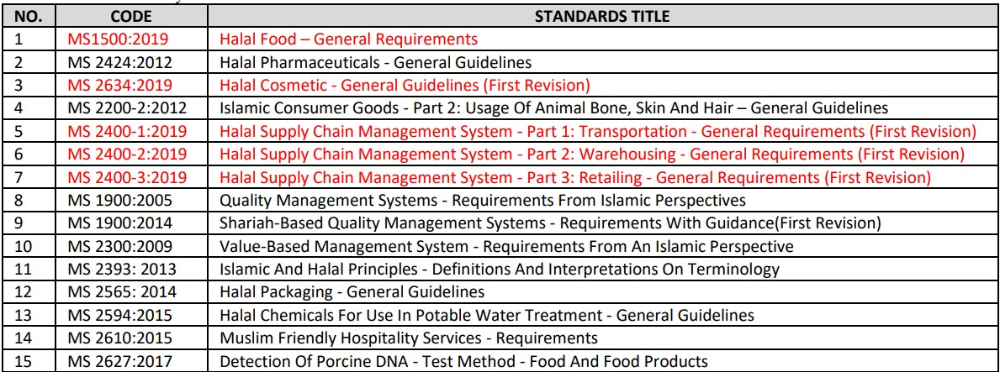 NO. CODE STANDARDS TITLE
1 MS1500:2019 Halal Food – General Requirements
2 MS 2424:2012 Halal Pharmaceuticals - General Guidelines
3 MS 2634:2019 Halal Cosmetic - General Guidelines (First Revision)
4 MS 2200-2:2012 Islamic Consumer Goods - Part 2: Usage Of Animal Bone, Skin And Hair – General Guidelines
5 MS 2400-1:2019 Halal Supply Chain Management System - Part 1: Transportation - General Requirements (First Revision)
6 MS 2400-2:2019 Halal Supply Chain Management System - Part 2: Warehousing - General Requirements (First Revision)
7 MS 2400-3:2019 Halal Supply Chain Management System - Part 3: Retailing - General Requirements (First Revision)
8 MS 1900:2005 Quality Management Systems - Requirements From Islamic Perspectives
9 MS 1900:2014 Shariah-Based Quality Management Systems - Requirements With Guidance(First Revision)
10 MS 2300:2009 Value-Based Management System - Requirements From An Islamic Perspective
11 MS 2393: 2013 Islamic And Halal Principles - Definitions And Interpretations On Terminology
12 MS 2565: 2014 Halal Packaging - General Guidelines
13 MS 2594:2015 Halal Chemicals For Use In Potable Water Treatment - General Guidelines
14 MS 2610:2015 Muslim Friendly Hospitality Services - Requirements
15 MS 2627:2017 Detection Of Porcine DNA - Test Method - Food And Food Products